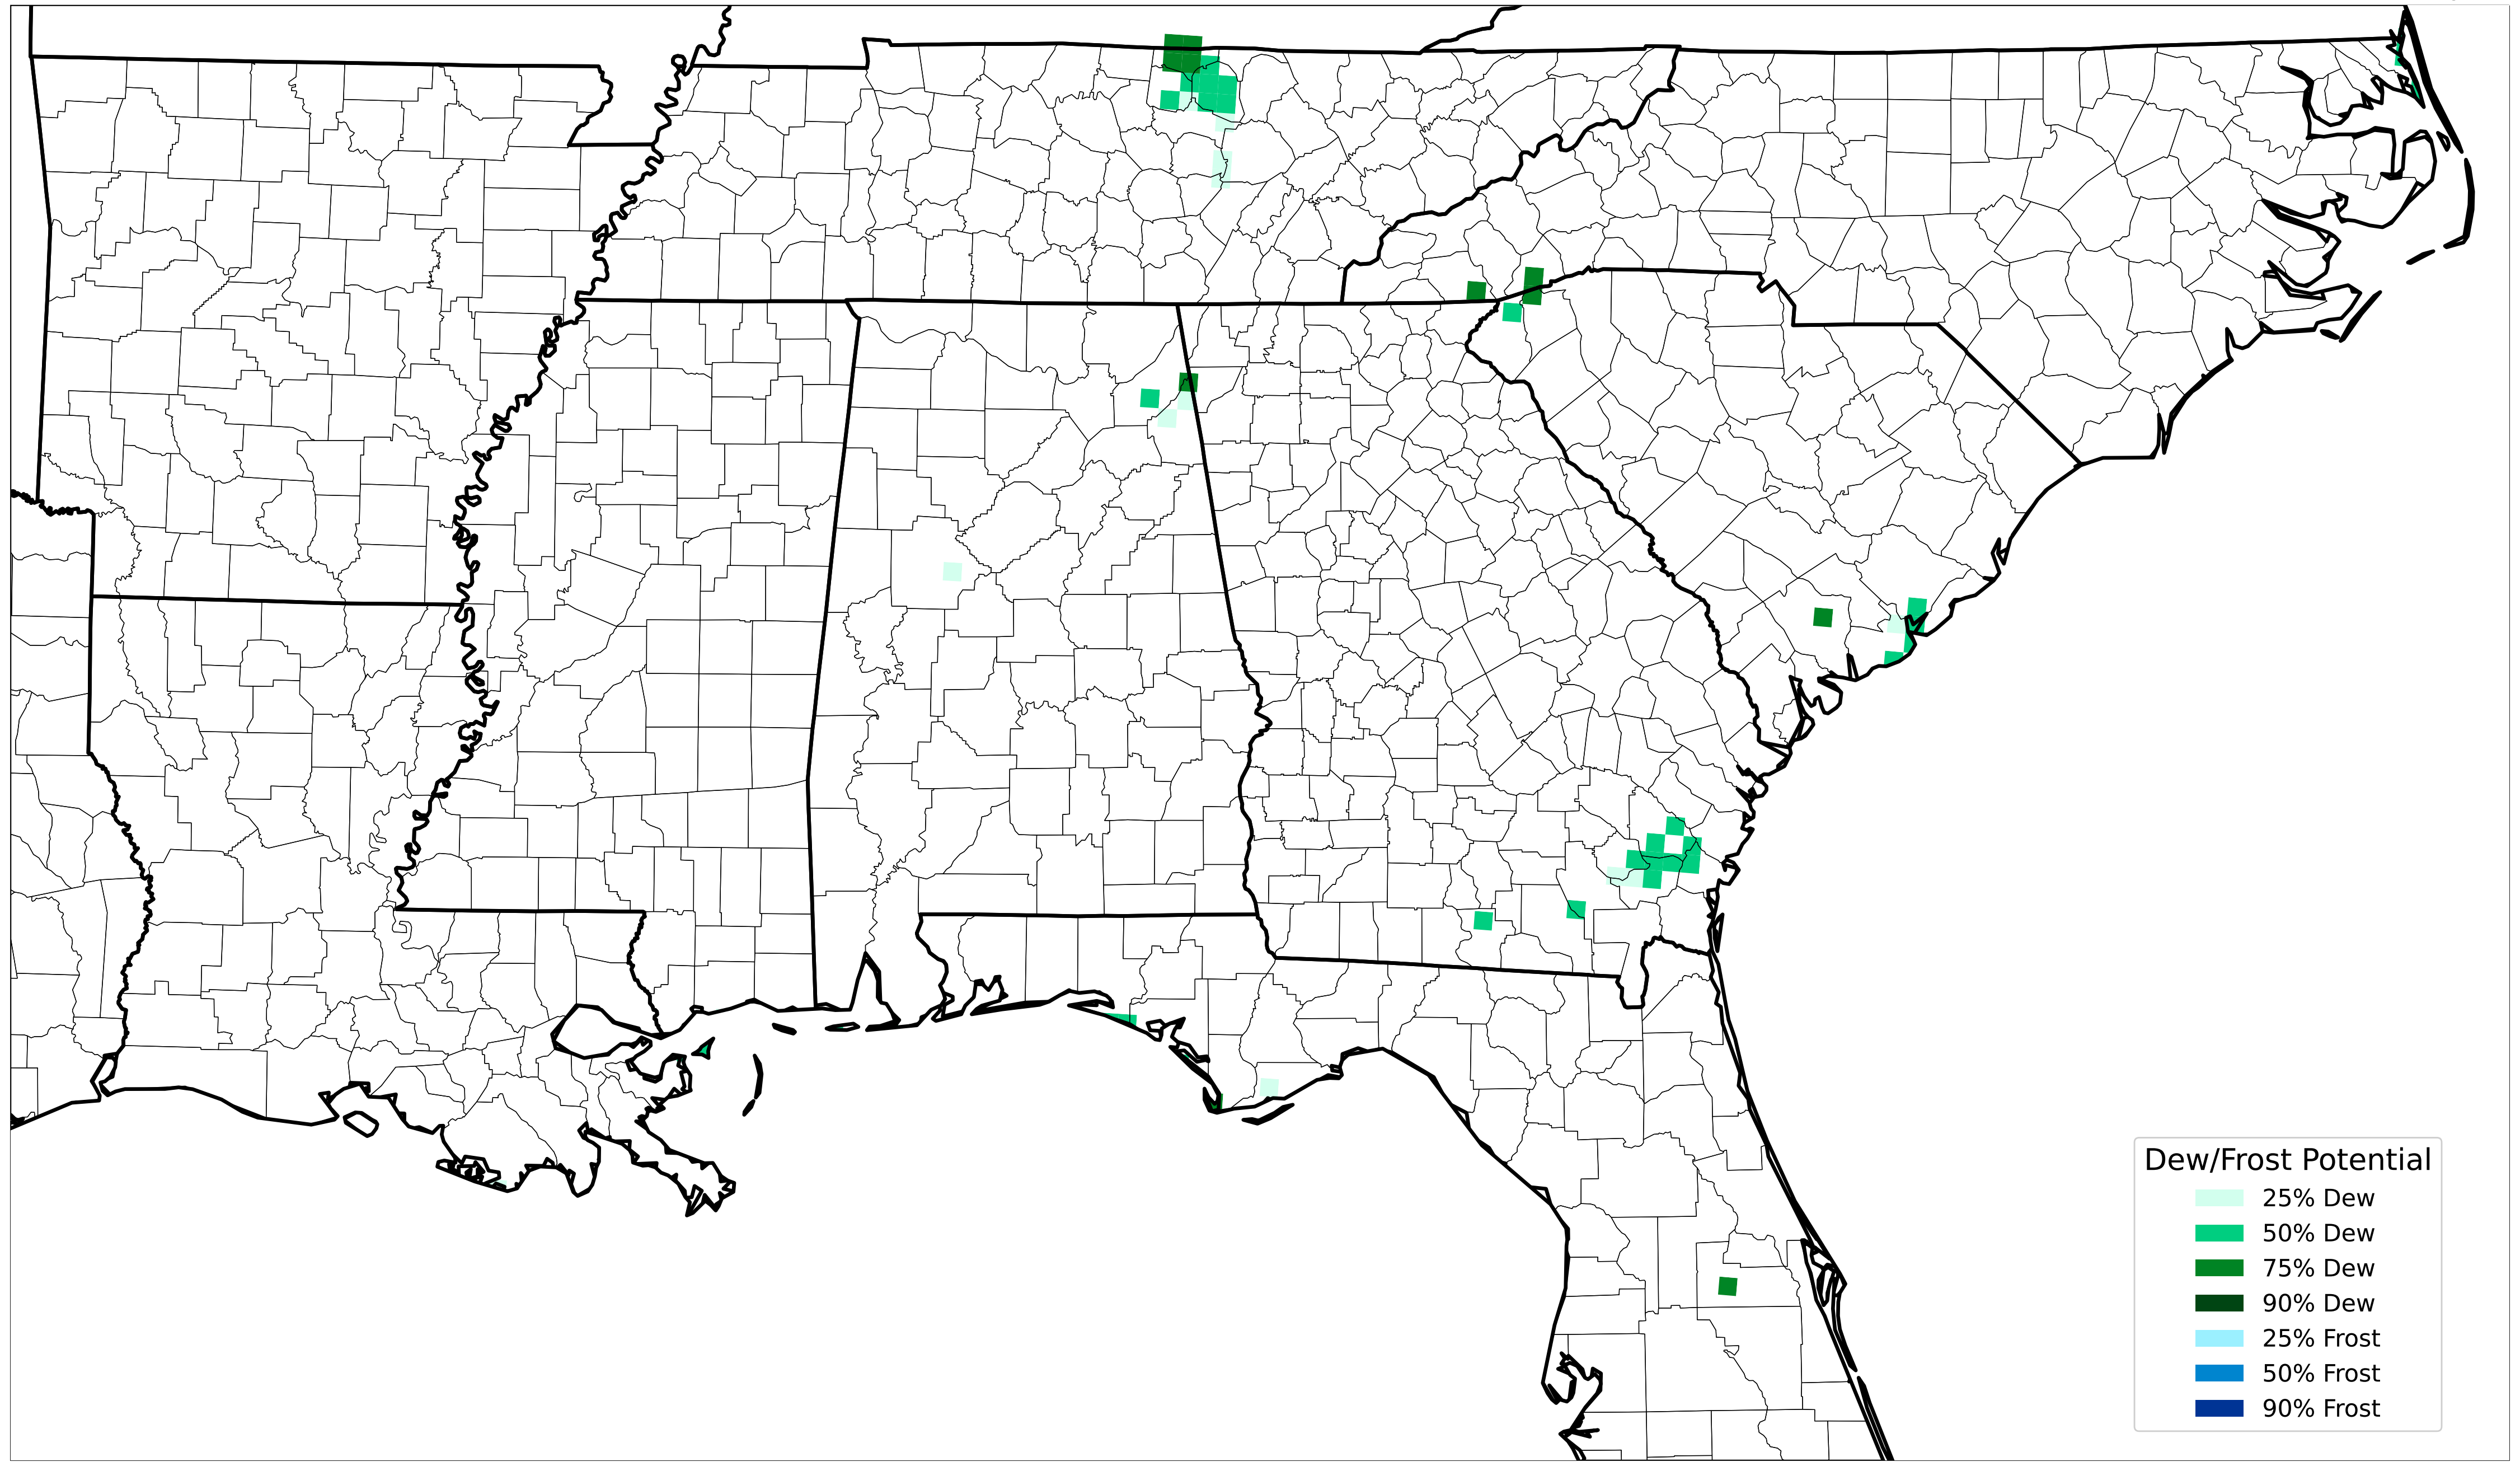 Dew/Frost Potential
25% Dew
50% Dew
75% Dew
90% Dew
25% Frost
50% Frost
90% Frost